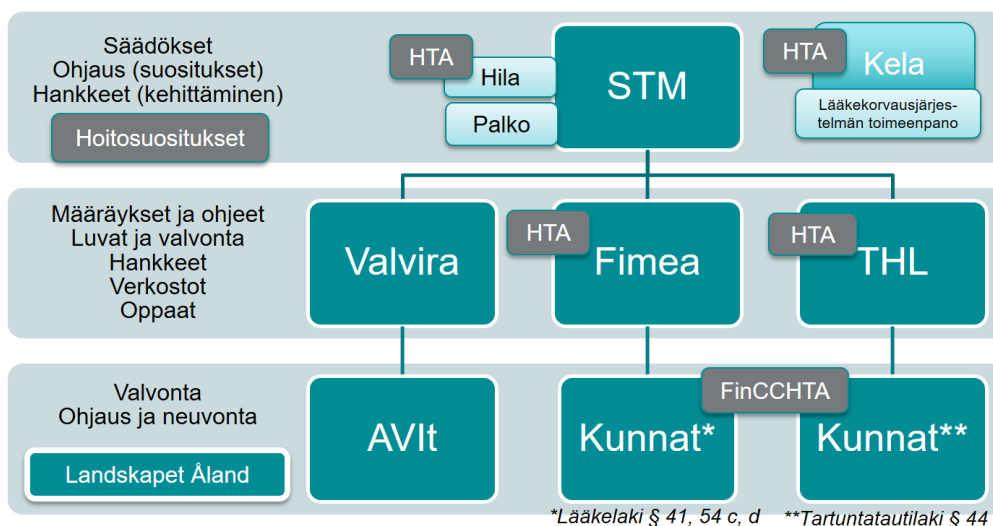 Säädökset
Ohjaus (suositukset)
Hankkeet (kehittäminen)
Hoitosuositukset
HTA
Hila
Palko
STM
HTA
Kela
Lääkekorvausjärjes-
telmän toimeenpano
Määräykset ja ohjeet
Luvat ja valvonta
Hankkeet
Verkostot
Oppaat
Valvira
HTA
Fimea
HTA
THL
Valvonta
Ohjaus ja neuvonta
Landskapet Åland
AVIt
Kunnat*
FinCCHTA
Kunnat**
*Lääkelaki § 41, 54 c, d
**Tartuntatautilaki § 44